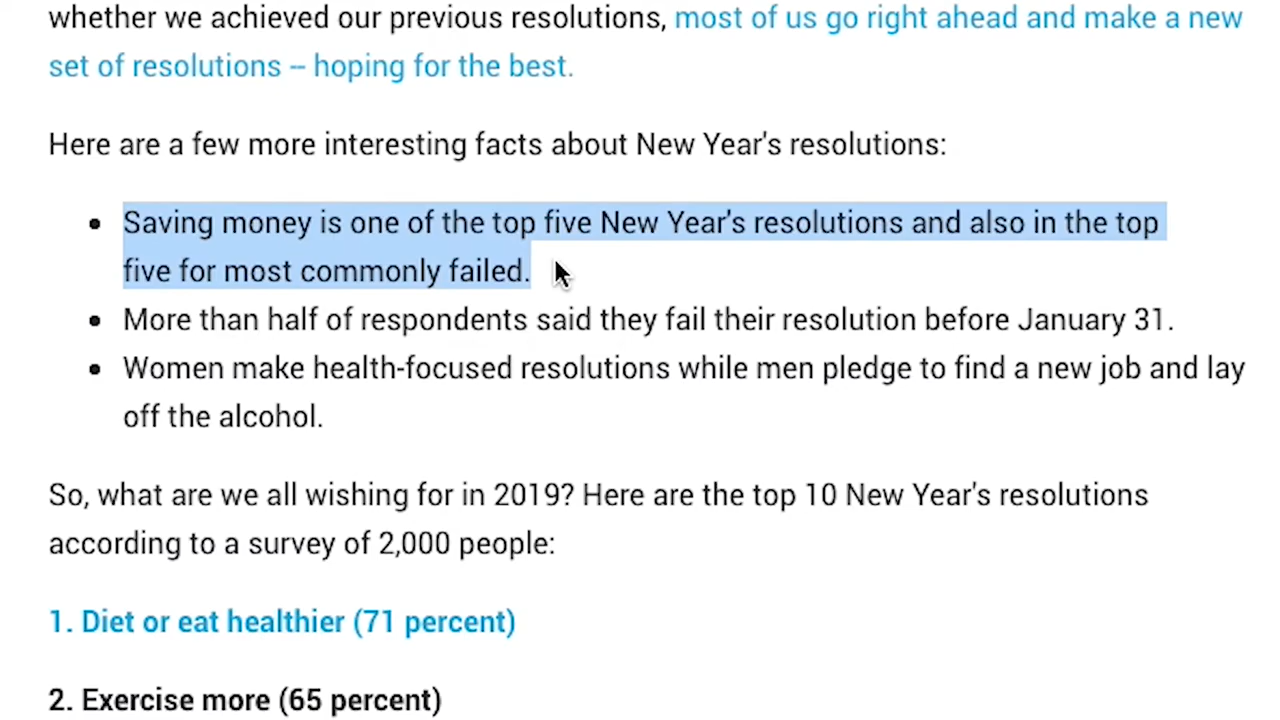 whether we achieved our previous resolutions, most of us go right ahead and make a new
set of resolutions -- hoping for the best.
Here are a few more interesting facts about New Year's resolutions:
Saving money is one of the top five New Year's resolutions and also in the top
five for most commonly failed.
More than half of respondents said they fail their resolution before January 31.
Women make health-focused resolutions while men pledge to find a new job and lay
off the alcohol.
So, what are we all wishing for in 2019? Here are the top 10 New Year's resolutions
according to a survey of 2,000 people:
1. Diet or eat healthier (71 percent)
2. Exercise more (65 percent)